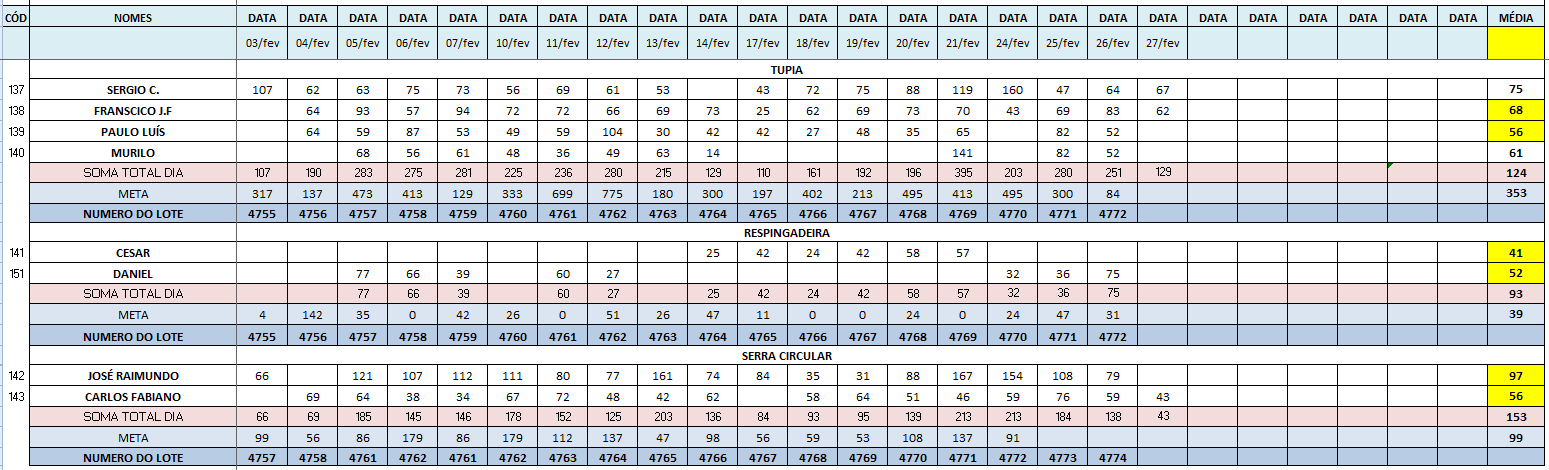 CÓD NOMES DATA DATA DATA DATA DATA DATA DATA DATA DATA DATA DATA DATA DATA DATA DATA DATA DATA DATA DATA DATA DATA DATA DATA DATA DATA MÉDIA
03/fev 04/fev 05/fev 06/fev 07/fev 10/fev 11/fev 12/fev 13/fev 14/fev 17/fev 18/fev 19/fev 20/fev 21/fev 24/fev 25/fev 26/fev 27/fev
TUPIA
137 SERGIO C. 107 62 63 75 73 56 69 61 53 43 72 75 88 119 160 47 64 67 75
138 FRANSCICO J.F 64 93 57 94 72 72 66 69 73 25 62 69 73 70 43 69 83 62 68
139 PAULO LUÍS 64 59 87 53 49 59 104 30 42 42 27 48 35 65 82 52 56
140 MURILO 68 56 61 48 36 49 63 14 141 82 52 61
SOMA TOTAL DIA 107 190 283 275 281 225 236 280 215 129 110 161 192 196 395 203 280 251 129 124
META 317 137 473 413 129 333 699 775 180 300 197 402 213 495 413 495 300 84 353
NUMERO DO LOTE 4755 4756 4757 4758 4759 4760 4761 4762 4763 4764 4765 4766 4767 4768 4769 4770 4771 4772
RESPINGADEIRA
141 CESAR 25 42 24 42 58 57 41
151 DANIEL 77 66 39 60 27 32 36 75 52
SOMA TOTAL DIA 77 66 39 60 27 25 42 24 42 58 57 32 36 75 93
META 4 142 35 0 42 26 0 51 26 47 11 0 0 24 0 24 47 31 39
NUMERO DO LOTE 4755 4756 4757 4758 4759 4760 4761 4762 4763 4764 4765 4766 4767 4768 4769 4770 4771 4772
SERRA CIRCULAR
142 JOSÉ RAIMUNDO 66 121 107 112 111 80 77 161 74 84 35 31 88 167 154 108 79 97
143 CARLOS FABIANO 69 64 38 34 67 72 48 42 62 58 64 51 46 59 76 59 43 56
SOMA TOTAL DIA 66 69 185 145 146 178 152 125 203 136 84 93 95 139 213 213 184 138 43 153
META 99 56 86 179 86 179 112 137 47 98 56 59 53 108 137 91 99
NUMERO DO LOTE 4757 4758 4761 4762 4761 4762 4763 4764 4765 4766 4767 4768 4769 4770 4771 4772 4773 4774